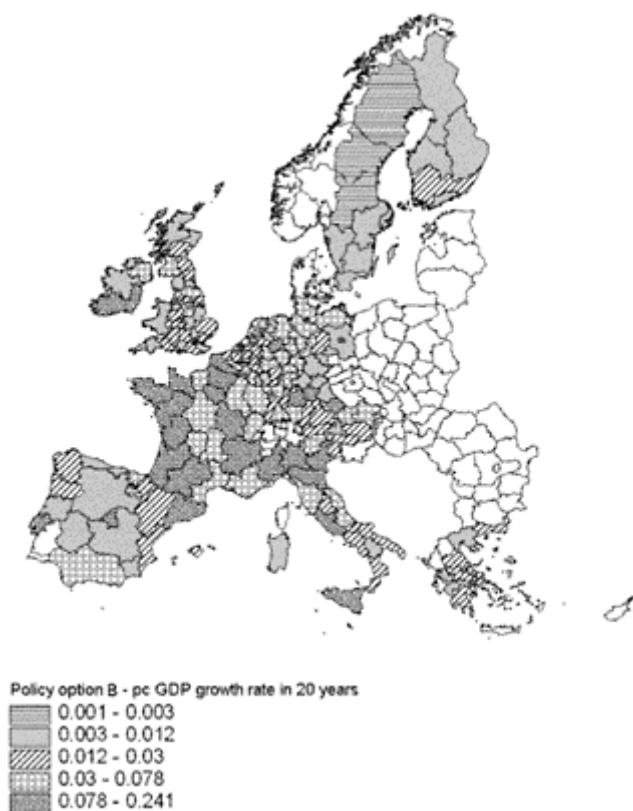 Policy option B - pc GDP growth rate in 20 years
0.001 - 0.003
0.003 - 0.012
0.012 - 0.03
0.03 - 0.078
0.078 - 0.241